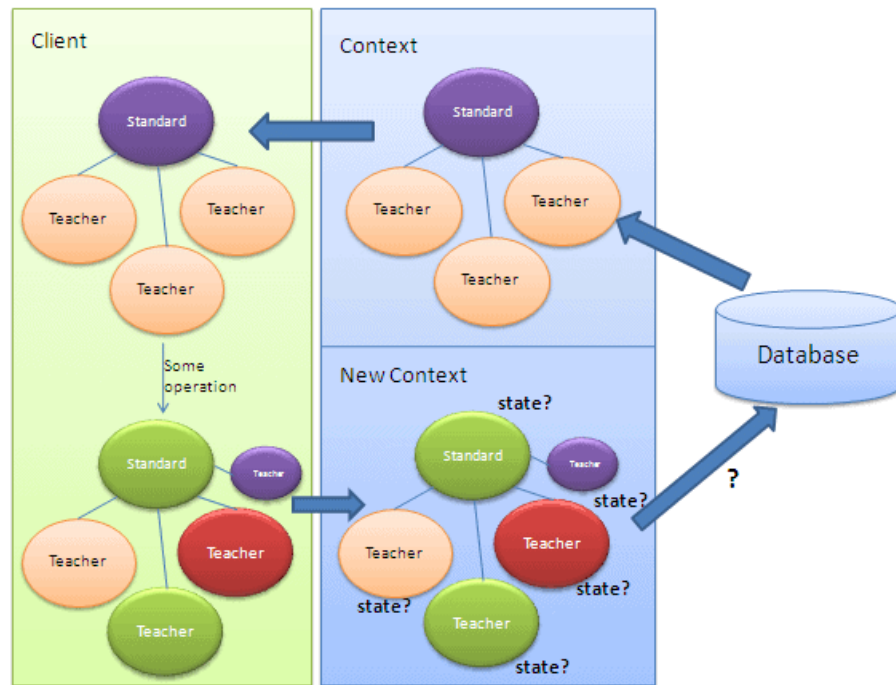 Client
Standard
Teacher
Teacher
Teacher
Some
operation
Standard
Teacher
Teacher
Teacher
Teacher
Context
Standard
Teacher
Teacher
Teacher
New Context
state?
Standard
Teacher
state?
Teacher
Teacher
state?
state?
Teacher
state?
Database
?